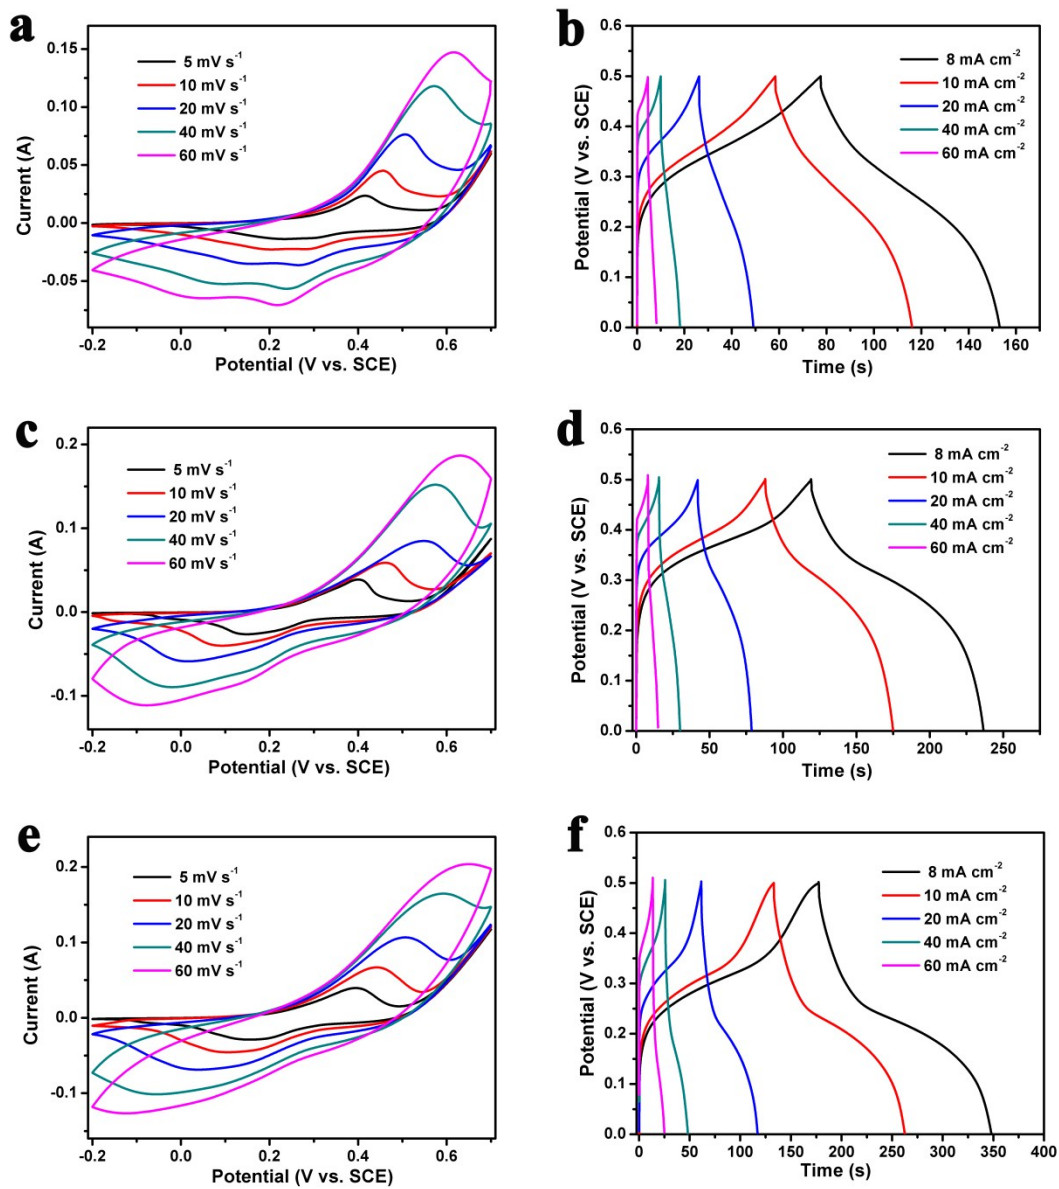 a
0.15
0.10
0.05
0.00
-0.05
Current (A)
5 mV s⁻¹
10 mV s⁻¹
20 mV s⁻¹
40 mV s⁻¹
60 mV s⁻¹
-0.2 0.0 0.2 0.4 0.6
Potential (V vs. SCE)
b
0.6
0.5
0.4
0.3
0.2
0.1
0.0
Potential (V vs. SCE)
8 mA cm⁻²
10 mA cm⁻²
20 mA cm⁻²
40 mA cm⁻²
60 mA cm⁻²
0 20 40 60 80 100 120 140 160
Time (s)
c
0.2
0.1
0.0
-0.1
Current (A)
5 mV s⁻¹
10 mV s⁻¹
20 mV s⁻¹
40 mV s⁻¹
60 mV s⁻¹
-0.2 0.0 0.2 0.4 0.6
Potential (V vs. SCE)
d
0.6
0.5
0.4
0.3
0.2
0.1
0.0
Potential (V vs. SCE)
8 mA cm⁻²
10 mA cm⁻²
20 mA cm⁻²
40 mA cm⁻²
60 mA cm⁻²
0 50 100 150 200 250
Time (s)
e
0.2
0.1
0.0
-0.1
Current (A)
5 mV s⁻¹
10 mV s⁻¹
20 mV s⁻¹
40 mV s⁻¹
60 mV s⁻¹
-0.2 0.0 0.2 0.4 0.6
Potential (V vs. SCE)
f
0.6
0.5
0.4
0.3
0.2
0.1
0.0
Potential (V vs. SCE)
8 mA cm⁻²
10 mA cm⁻²
20 mA cm⁻²
40 mA cm⁻²
60 mA cm⁻²
0 50 100 150 200 250 300 350 400
Time (s)